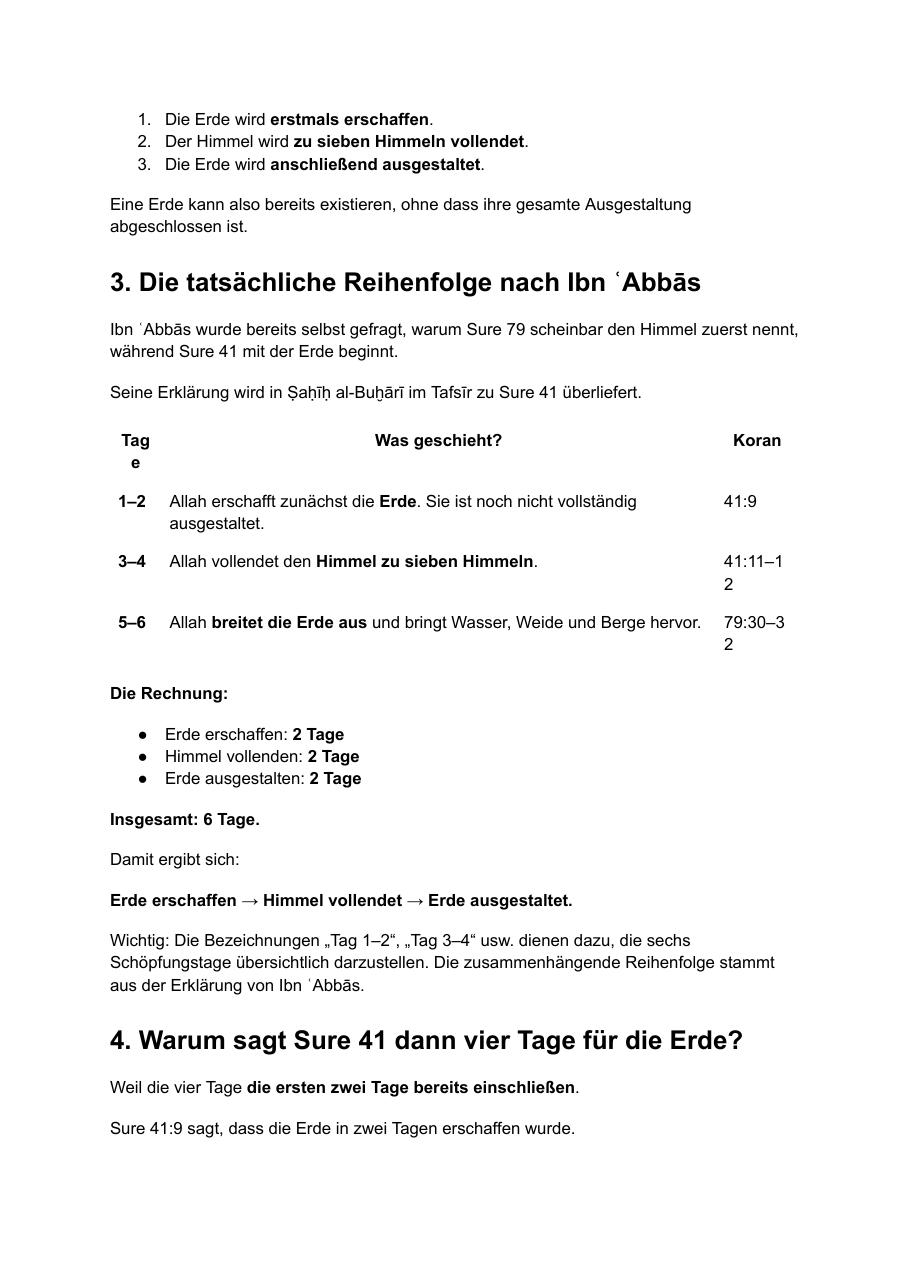 1. Die Erde wird erstmals erschaffen.
2. Der Himmel wird zu sieben Himmeln vollendet.
3. Die Erde wird anschließend ausgestaltet.
Eine Erde kann also bereits existieren, ohne dass ihre gesamte Ausgestaltung
abgeschlossen ist.
3. Die tatsächliche Reihenfolge nach Ibn ʿAbbās
Ibn ʿAbbās wurde bereits selbst gefragt, warum Sure 79 scheinbar den Himmel zuerst nennt,
während Sure 41 mit der Erde beginnt.
Seine Erklärung wird in Ṣaḥīḥ al-Buḫārī im Tafsīr zu Sure 41 überliefert.
Tag Was geschieht? Koran
e
1–2 Allah erschafft zunächst die Erde. Sie ist noch nicht vollständig 41:9
ausgestaltet.
3–4 Allah vollendet den Himmel zu sieben Himmeln. 41:11–1
2
5–6 Allah breitet die Erde aus und bringt Wasser, Weide und Berge hervor. 79:30–3
2
Die Rechnung:
● Erde erschaffen: 2 Tage
● Himmel vollenden: 2 Tage
● Erde ausgestalten: 2 Tage
Insgesamt: 6 Tage.
Damit ergibt sich:
Erde erschaffen → Himmel vollendet → Erde ausgestaltet.
Wichtig: Die Bezeichnungen „Tag 1–2“, „Tag 3–4“ usw. dienen dazu, die sechs
Schöpfungstage übersichtlich darzustellen. Die zusammenhängende Reihenfolge stammt
aus der Erklärung von Ibn ʿAbbās.
4. Warum sagt Sure 41 dann vier Tage für die Erde?
Weil die vier Tage die ersten zwei Tage bereits einschließen.
Sure 41:9 sagt, dass die Erde in zwei Tagen erschaffen wurde.